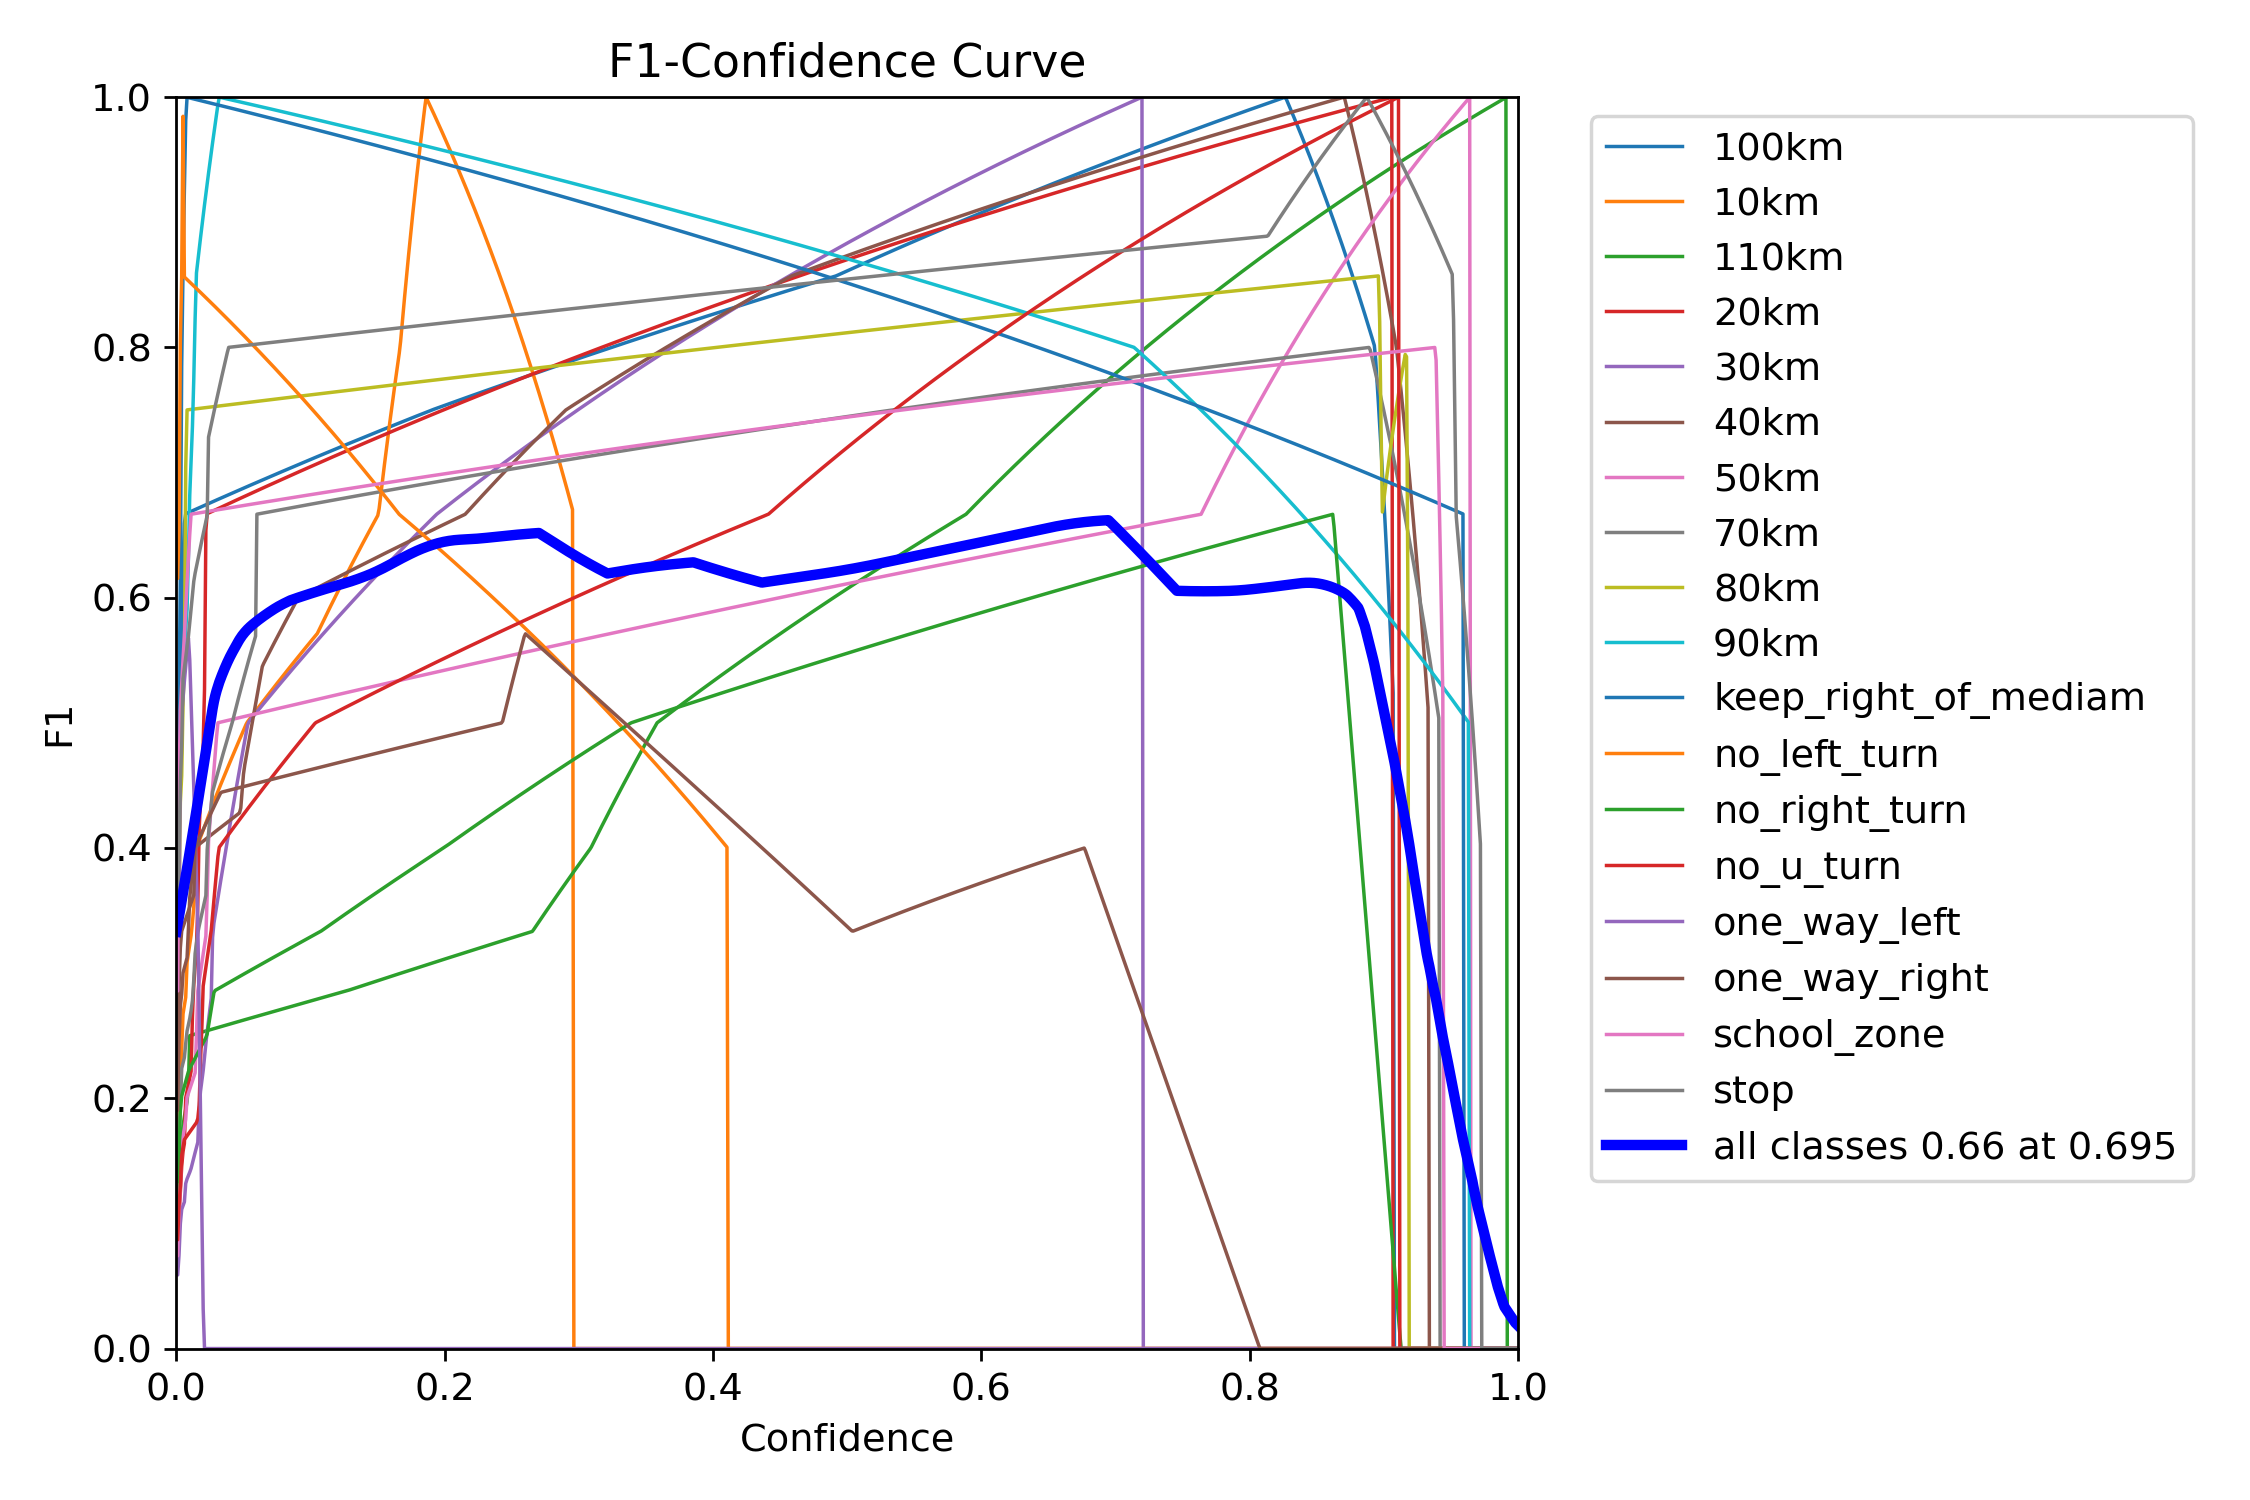 F1-Confidence Curve
1.0
0.8
0.6
0.4
0.2
0.0
F1
0.0 0.2 0.4 0.6 0.8 1.0
Confidence
100km
10km
110km
20km
30km
40km
50km
70km
80km
90km
keep_right_of_mediam
no_left_turn
no_right_turn
no_u_turn
one_way_left
one_way_right
school_zone
stop
all classes 0.66 at 0.695